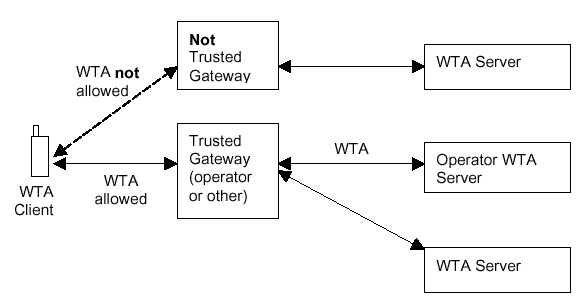 Not
Trusted
Gateway
WTA Server
WTA not
allowed
Trusted
Gateway
(operator
or other)
WTA
Operator WTA
Server
WTA
Client
WTA
allowed
WTA Server